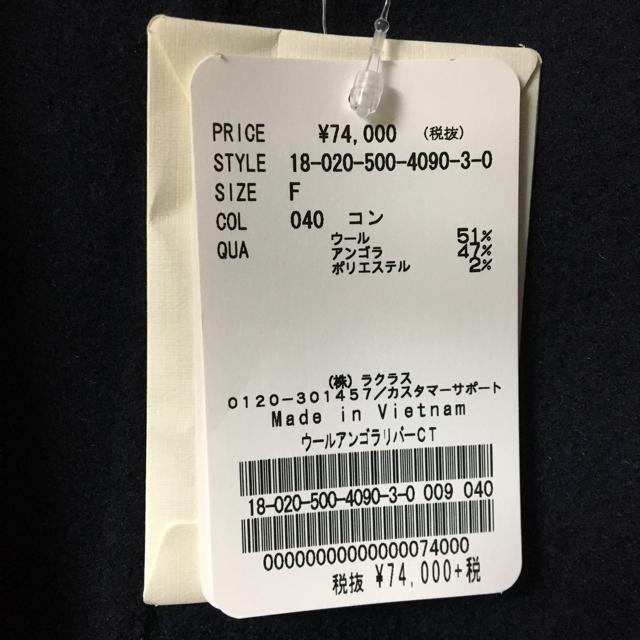 PRICE ¥74,000 (税抜)
STYLE 18-020-500-4090-3-0
SIZE F
COL 040 コン
QUA ウール 51%
アンゴラ 47%
ポリエステル 2%
(株)ラクラス
0120-301457/カスタマーサポート
Made in Vietnam
ウールアンゴラリバーCT
18-020-500-4090-3-0 009 040
00000000000000074000
税抜 ¥74,000+税